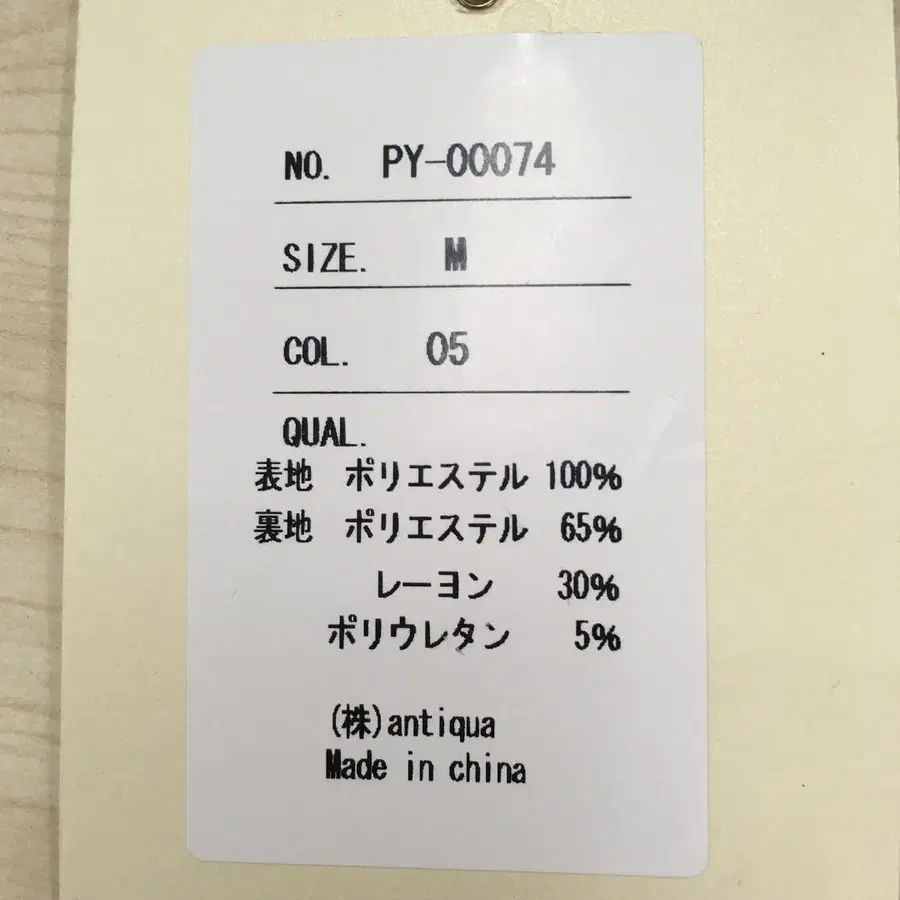 NO. PY-00074
SIZE. M
COL. 05
QUAL.
表地 ポリエステル 100%
裏地 ポリエステル 65%
レーヨン 30%
ポリウレタン 5%
(株)antiqua
Made in china